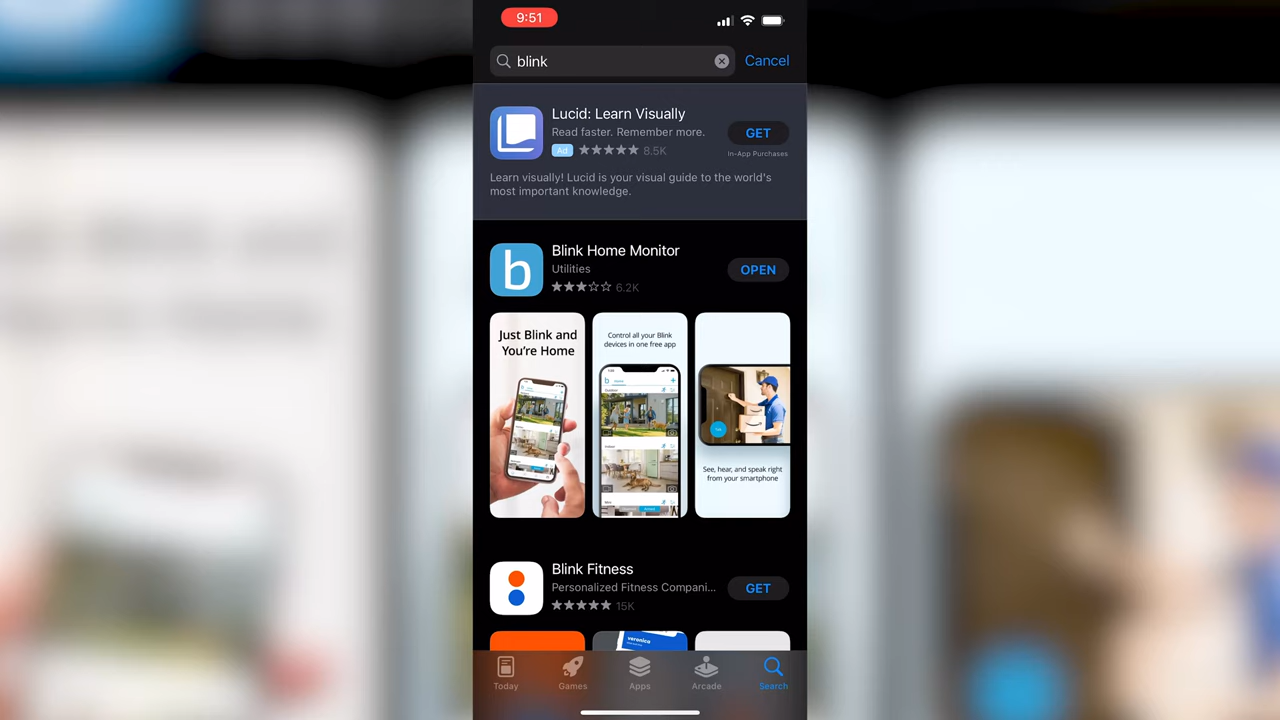 9:51
blink
Cancel
Lucid: Learn Visually
Read faster. Remember more.
Ad
8.5K
GET
In-App Purchases
Learn visually! Lucid is your visual guide to the world's
most important knowledge.
b
Blink Home Monitor
Utilities
6.2K
OPEN
Just Blink and
You're Home
Control all your Blink
devices in one free app
b
See, hear, and speak right
from your smartphone
Blink Fitness
Personalized Fitness Compani...
15K
GET
veronica
Today
Games
Apps
Arcade
Search